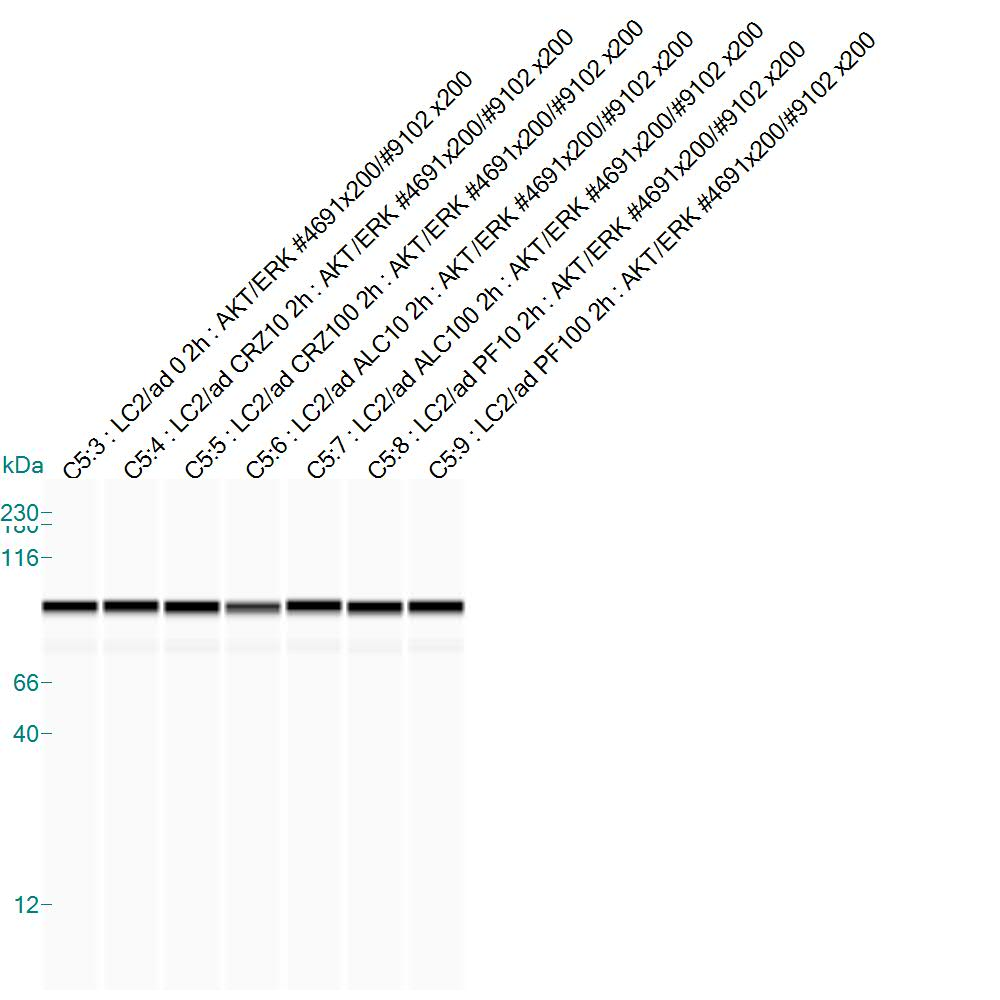 C5:3 : LC2/ad 0 2h : AKT/ERK #4691x200/#9102 x200
C5:4 : LC2/ad CRZ10 2h : AKT/ERK #4691x200/#9102 x200
C5:5 : LC2/ad CRZ100 2h : AKT/ERK #4691x200/#9102 x200
C5:6 : LC2/ad ALC10 2h : AKT/ERK #4691x200/#9102 x200
C5:7 : LC2/ad ALC100 2h : AKT/ERK #4691x200/#9102 x200
C5:8 : LC2/ad PF10 2h : AKT/ERK #4691x200/#9102 x200
C5:9 : LC2/ad PF100 2h : AKT/ERK #4691x200/#9102 x200
kDa
230
180
116
66
40
12